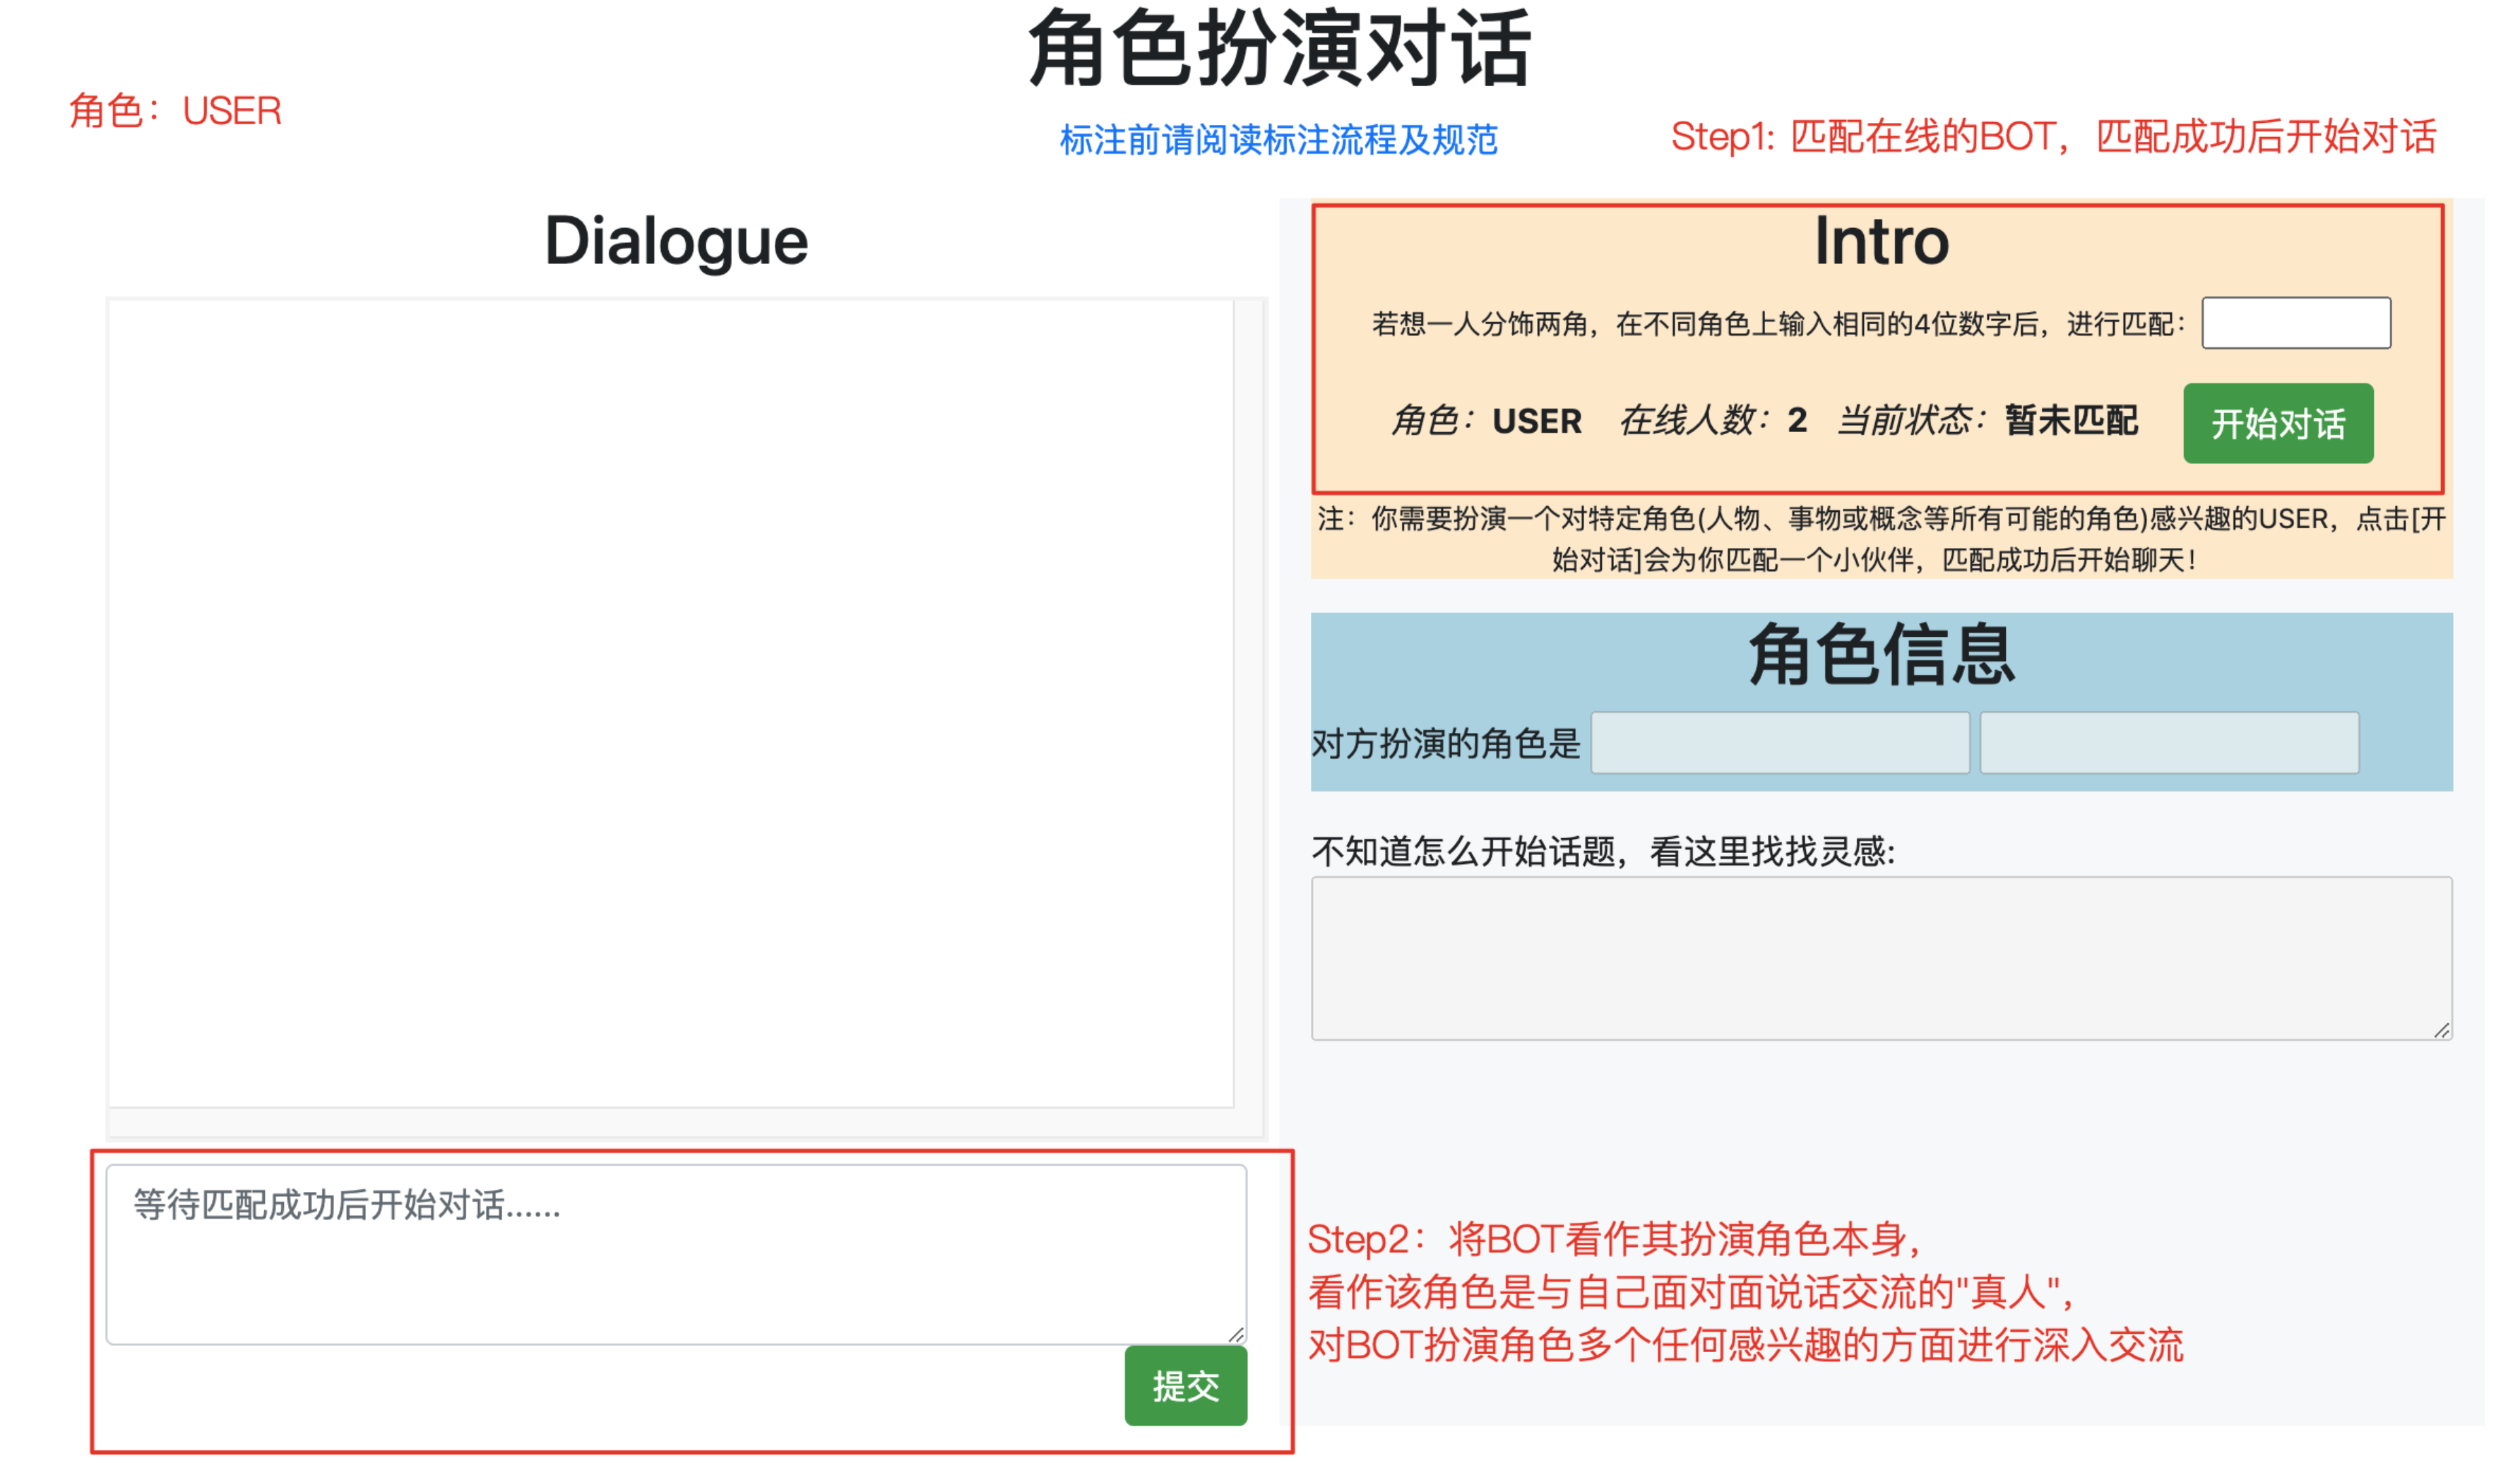 角色扮演对话
角色：USER
标注前请阅读标注流程及规范
Step1: 匹配在线的BOT，匹配成功后开始对话
Dialogue
Intro
若想一人分饰两角，在不同角色上输入相同的4位数字后，进行匹配：
角色：USER 在线人数：2 当前状态：暂未匹配 开始对话
注：你需要扮演一个对特定角色(人物、事物或概念等所有可能的角色)感兴趣的USER，点击[开
始对话]会为你匹配一个小伙伴，匹配成功后开始聊天！
角色信息
对方扮演的角色是
不知道怎么开始话题，看这里找找灵感:
等待匹配成功后开始对话......
提交
Step2：将BOT看作其扮演角色本身，
看作该角色是与自己面对面说话交流的"真人"，
对BOT扮演角色多个任何感兴趣的方面进行深入交流